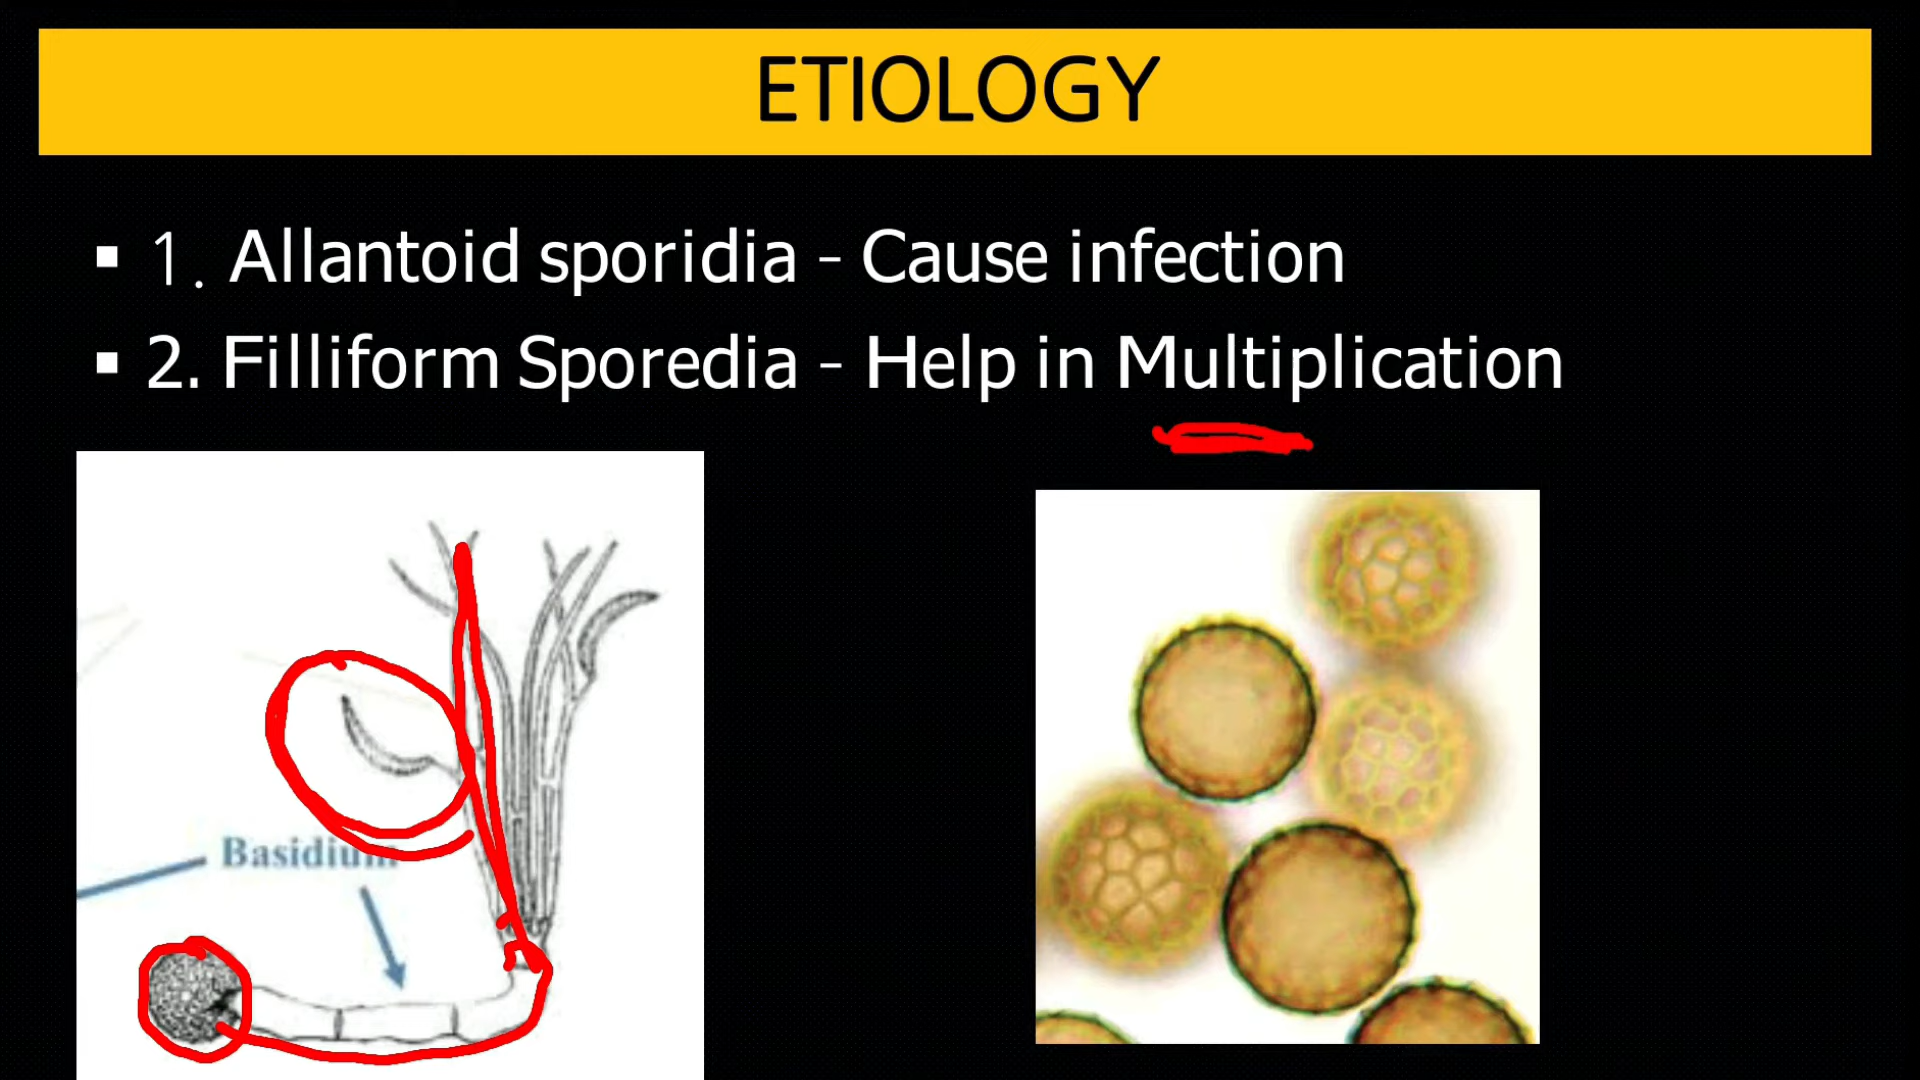 ETIOLOGY
▪ 1. Allantoid sporidia - Cause infection
▪ 2. Filliform Sporedia - Help in Multiplication
Basidium